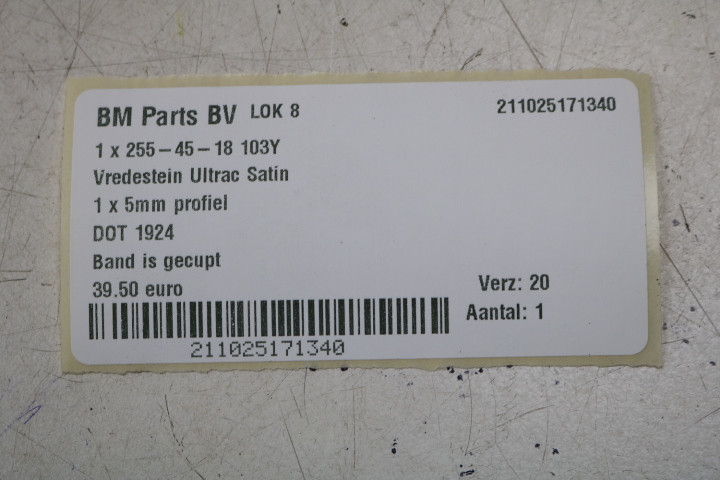 BM Parts BV LOK 8 211025171340
1 x 255-45-18 103Y
Vredestein Ultrac Satin
1 x 5mm profiel
DOT 1924
Band is gecupt
39.50 euro Verz: 20
Aantal: 1
211025171340